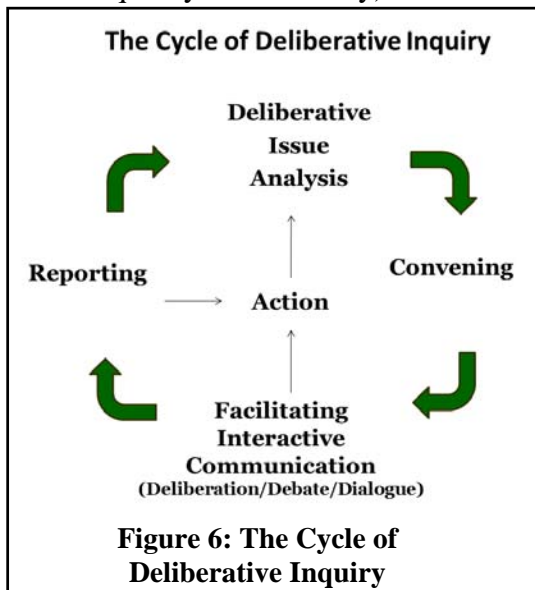 The Cycle of Deliberative Inquiry
Deliberative
Issue
Analysis
Reporting
Convening
Action
Facilitating
Interactive
Communication
(Deliberation/Debate/Dialogue)
Figure 6: The Cycle of
Deliberative Inquiry